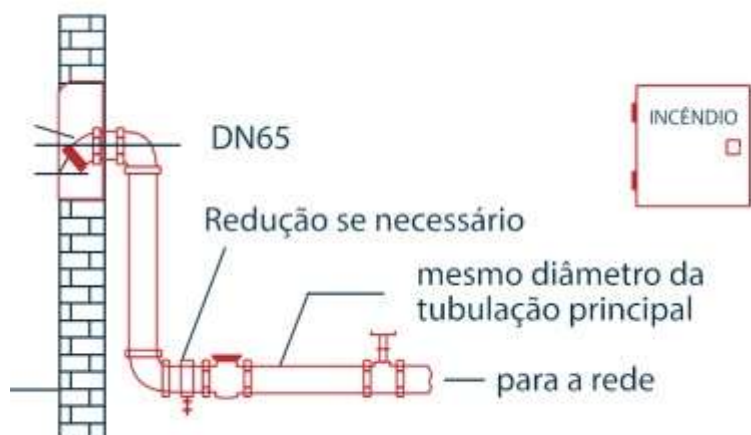 INCÊNDIO
DN65
Redução se necessário
mesmo diâmetro da
tubulação principal
para a rede